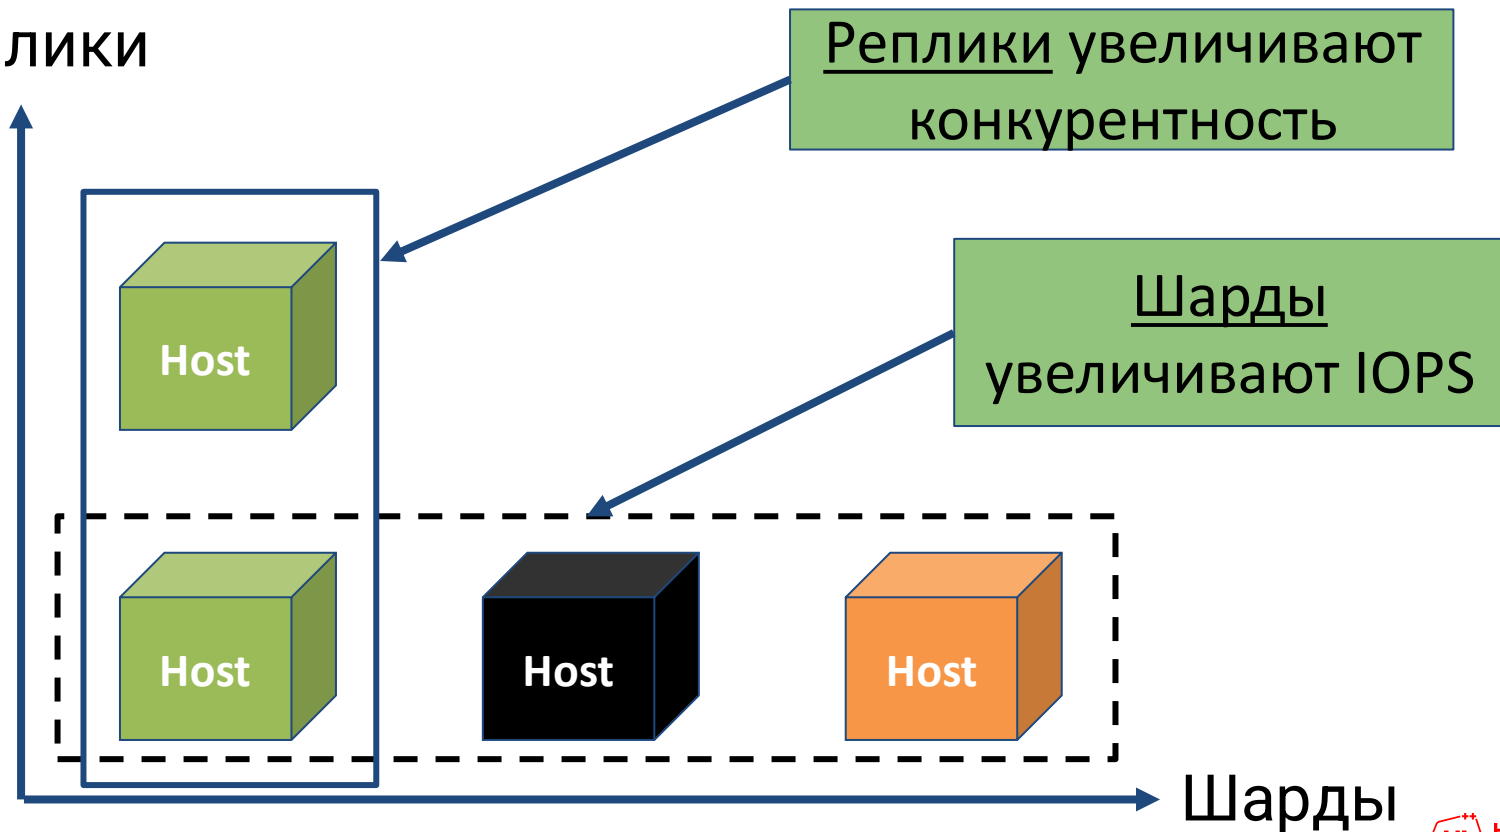 лики
Реплики увеличивают
конкурентность
Шарды
увеличивают IOPS
Host
Host
Host
Host
Шарды